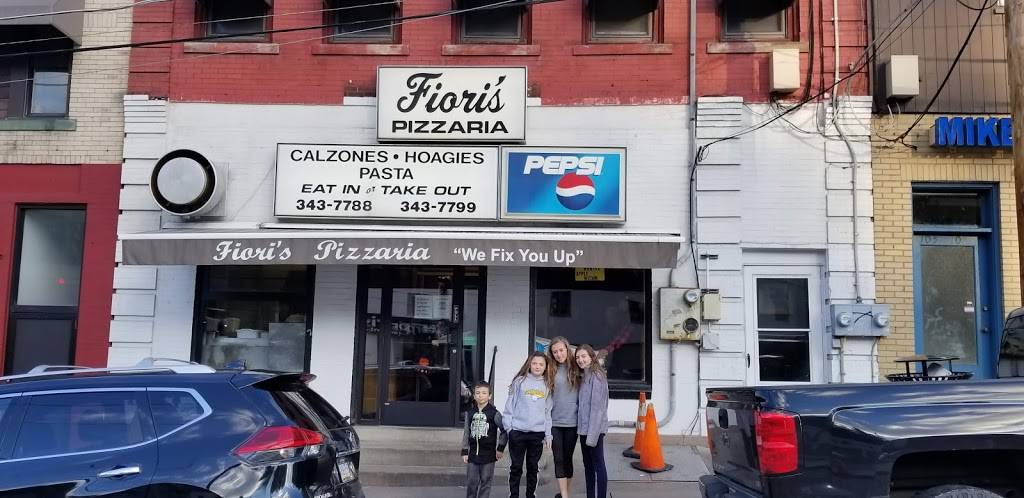 Fiori's
PIZZARIA
CALZONES • HOAGIES
PASTA
EAT IN or TAKE OUT
343-7788 343-7799
PEPSI
Fiori's Pizzaria "We Fix You Up"
MIKE